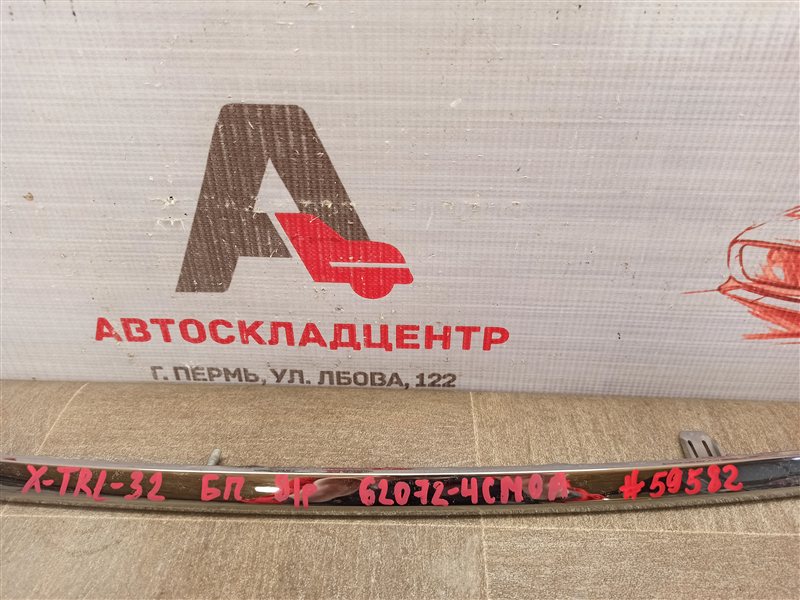 АВТОСКЛАДЦЕНТР
Г. ПЕРМЬ, УЛ. ЛБОВА, 122
X-TRL-32 БП 62072-4CM0A #59582